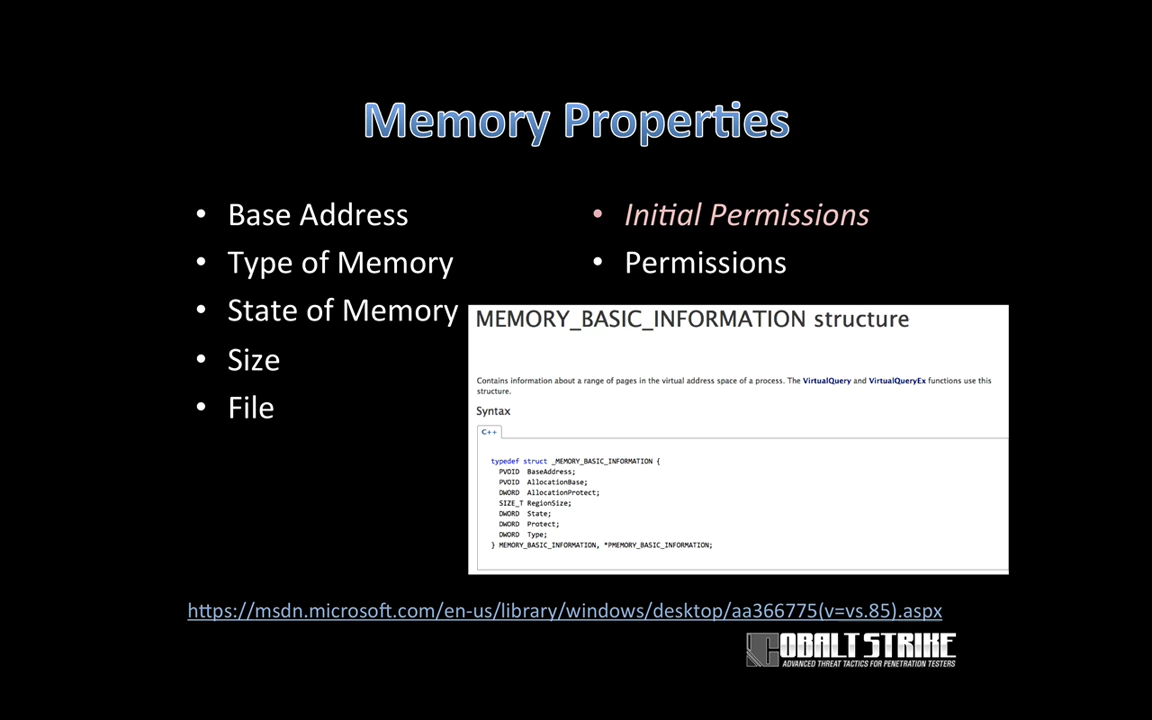 Memory Properties
• Base Address
• Type of Memory
• State of Memory
• Size
• File
• Initial Permissions
• Permissions
MEMORY_BASIC_INFORMATION structure
Contains information about a range of pages in the virtual address space of a process. The VirtualQuery and VirtualQueryEx functions use this
structure.
Syntax
C++
typedef struct _MEMORY_BASIC_INFORMATION {
PVOID BaseAddress;
PVOID AllocationBase;
DWORD AllocationProtect;
SIZE_T RegionSize;
DWORD State;
DWORD Protect;
DWORD Type;
} MEMORY_BASIC_INFORMATION, *PMEMORY_BASIC_INFORMATION;
https://msdn.microsoft.com/en-us/library/windows/desktop/aa366775(v=vs.85).aspx
COBALT STRIKE
ADVANCED THREAT TACTICS FOR PENETRATION TESTERS